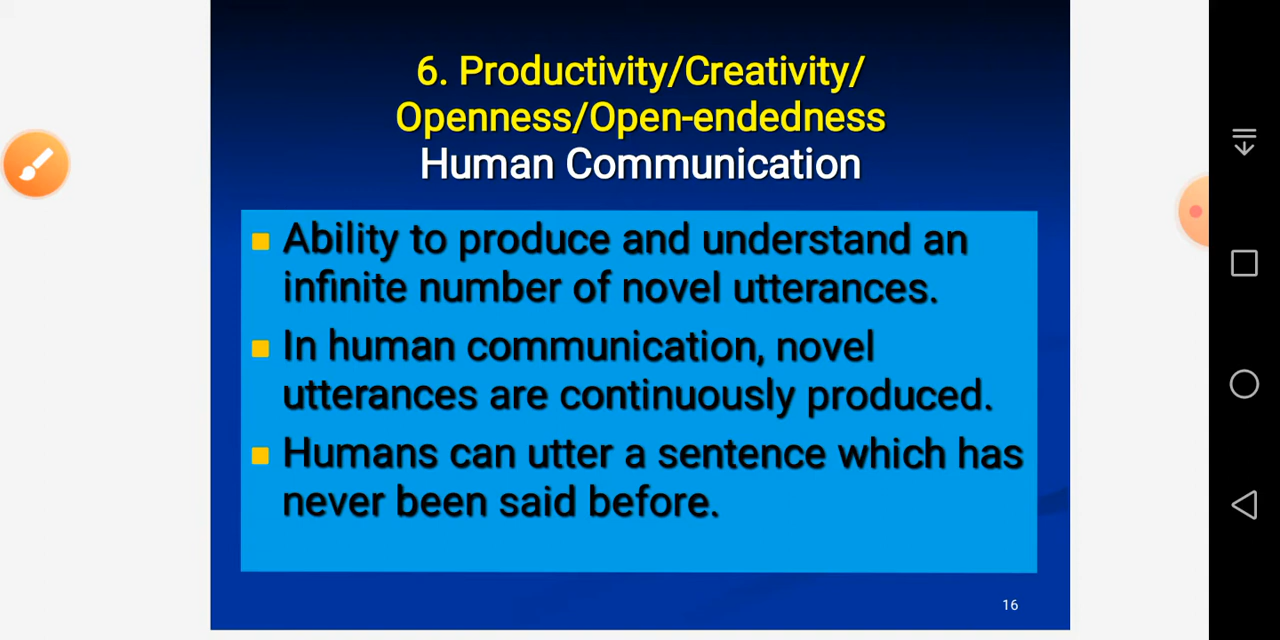 6. Productivity/Creativity/
Openness/Open-endedness
Human Communication
Ability to produce and understand an
infinite number of novel utterances.
In human communication, novel
utterances are continuously produced.
Humans can utter a sentence which has
never been said before.
16